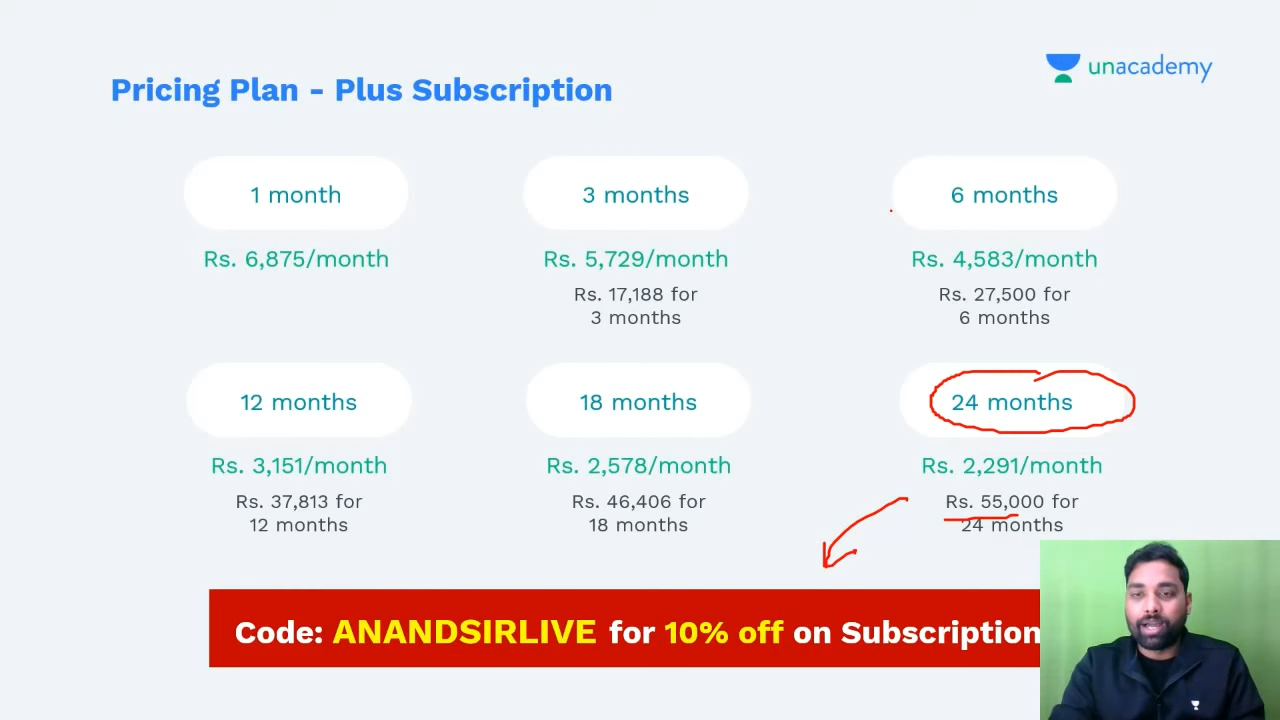 Pricing Plan - Plus Subscription
unacademy
1 month
Rs. 6,875/month
3 months
Rs. 5,729/month
Rs. 17,188 for
3 months
6 months
Rs. 4,583/month
Rs. 27,500 for
6 months
12 months
Rs. 3,151/month
Rs. 37,813 for
12 months
18 months
Rs. 2,578/month
Rs. 46,406 for
18 months
24 months
Rs. 2,291/month
Rs. 55,000 for
24 months
Code: ANANDSIRLIVE for 10% off on Subscription